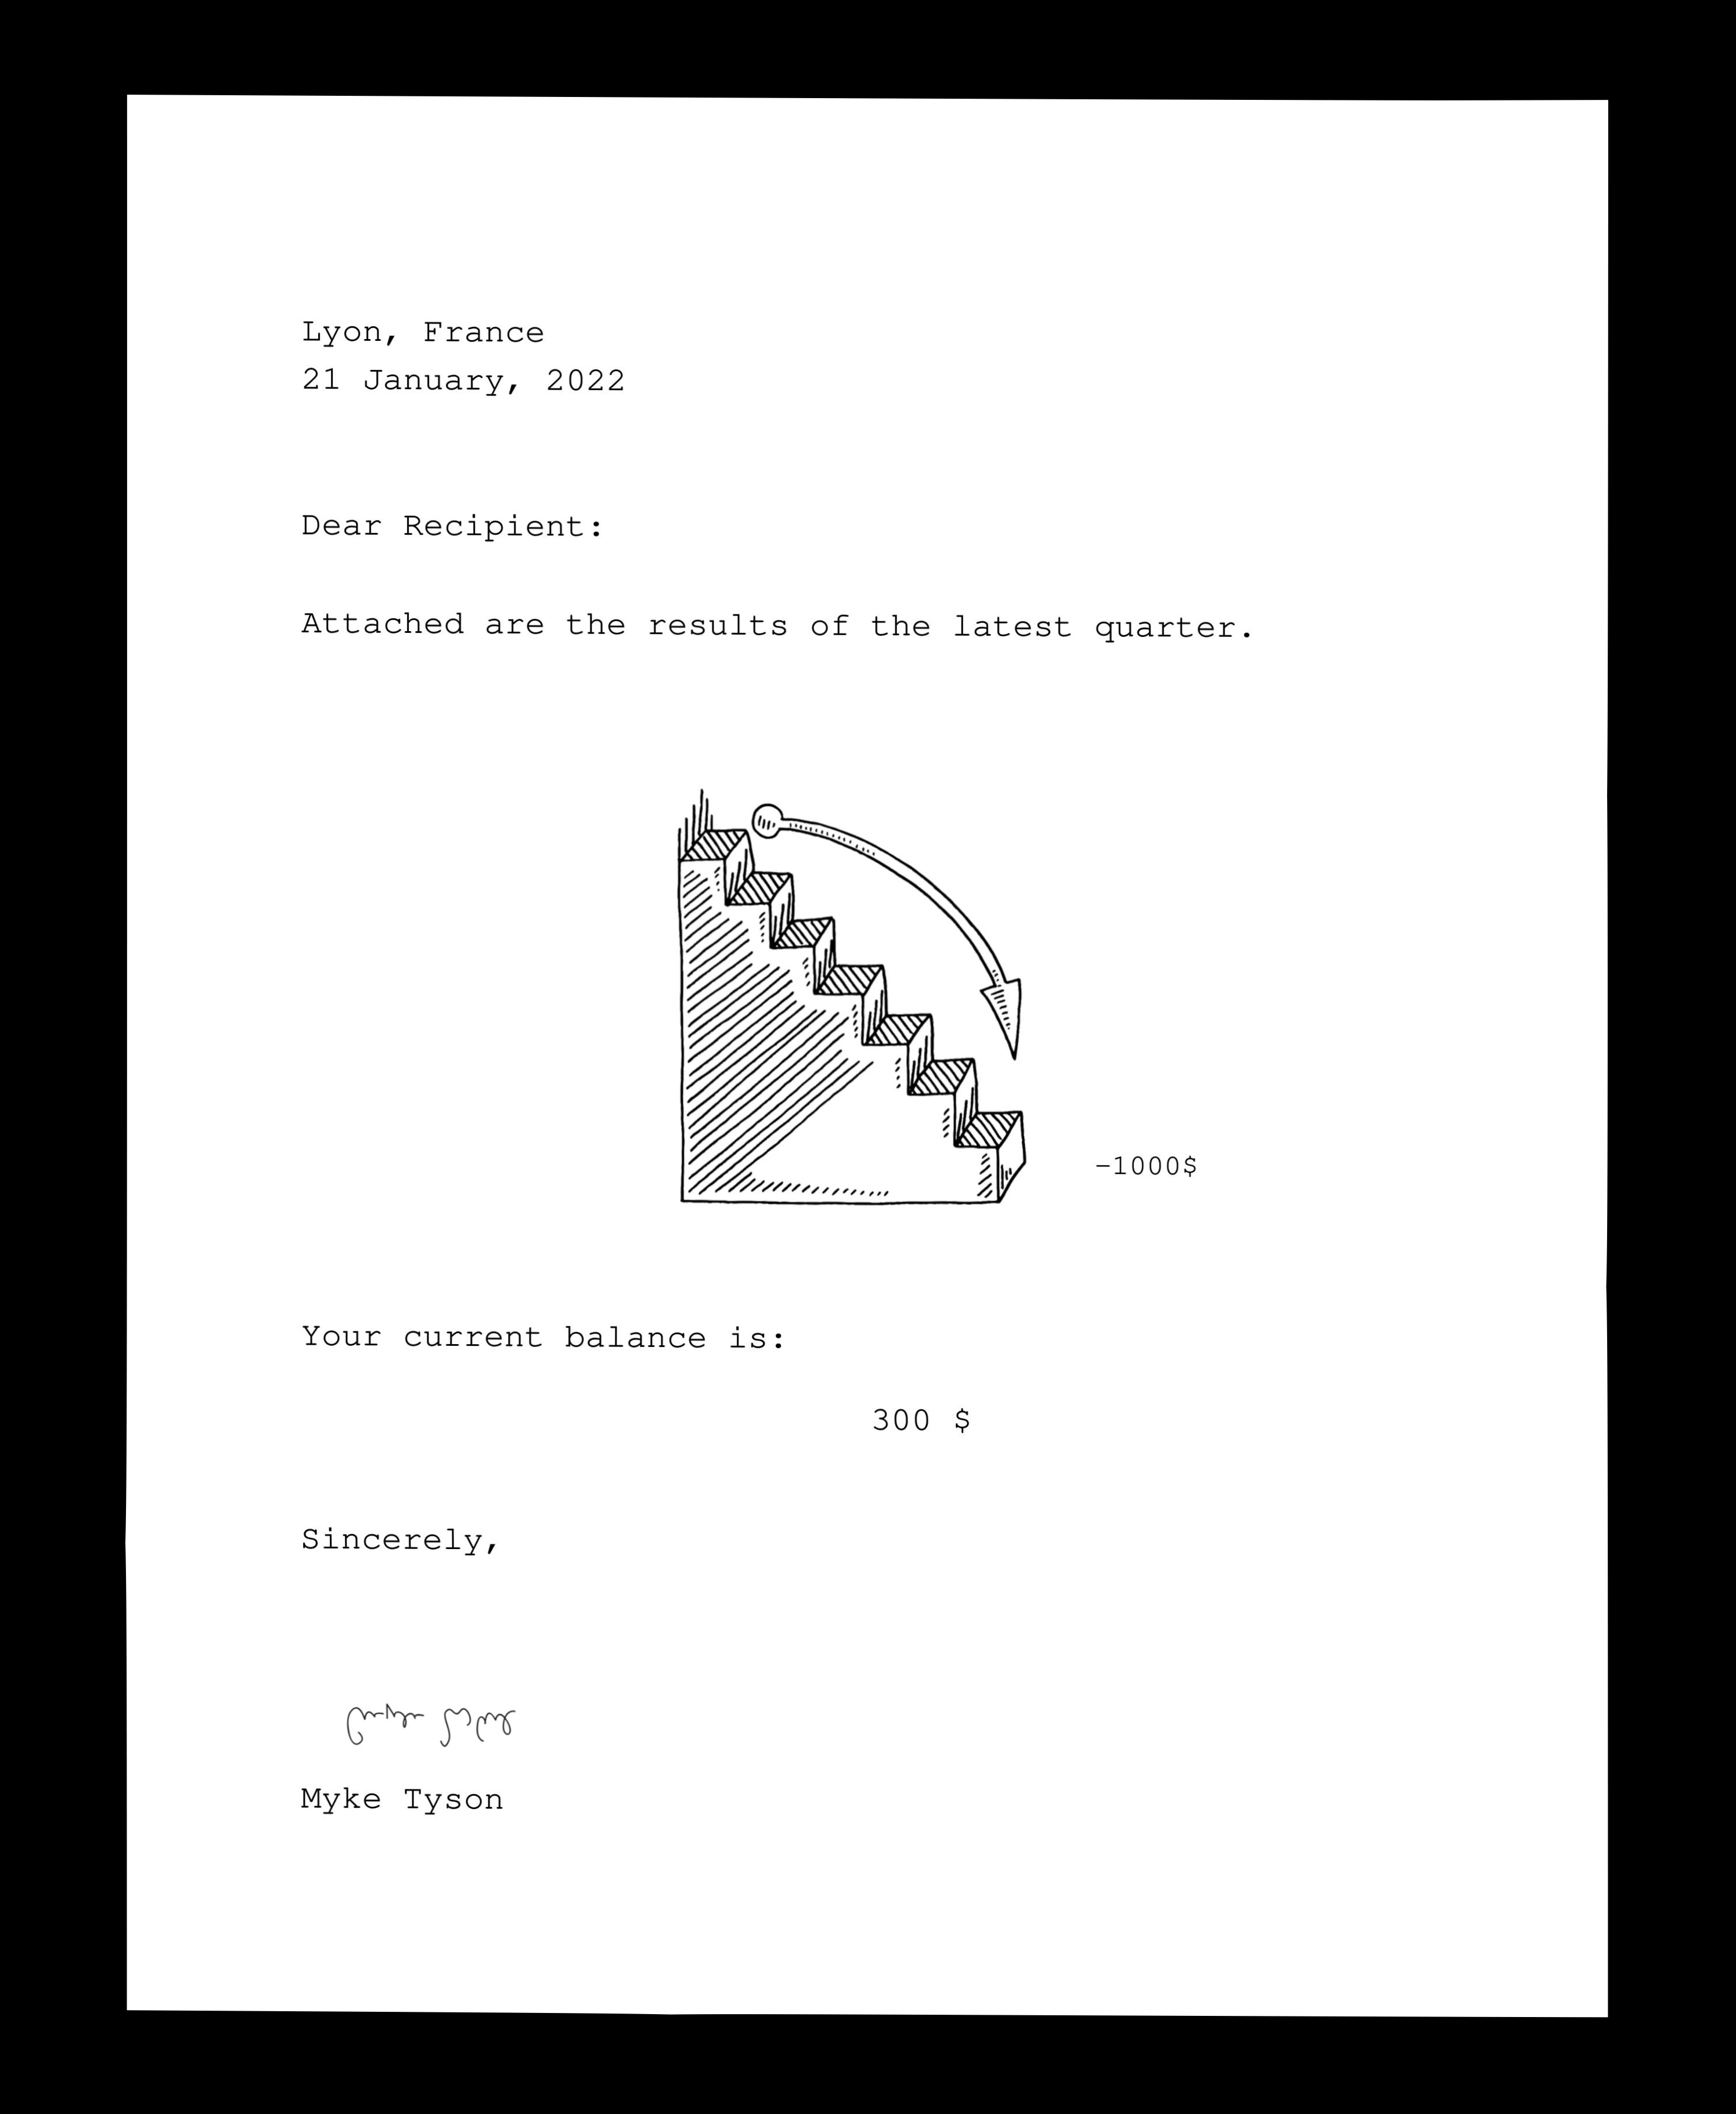 Lyon, France
21 January, 2022
Dear Recipient:
Attached are the results of the latest quarter.
-1000$
Your current balance is:
300 $
Sincerely,
Myke Tyson